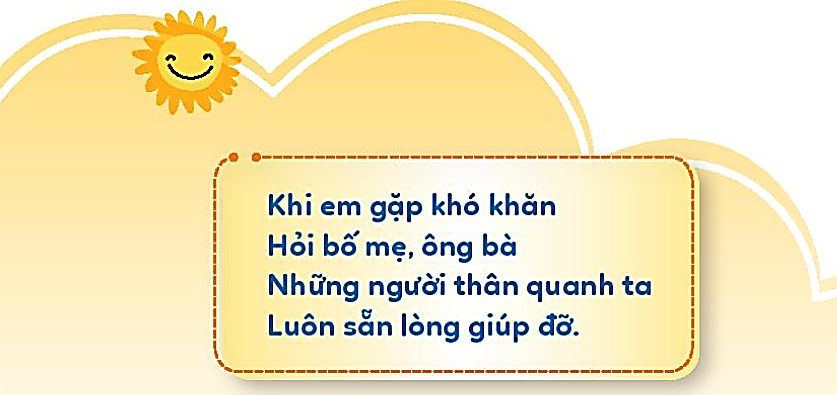 Khi em gặp khó khăn
Hỏi bố mẹ, ông bà
Những người thân quanh ta
Luôn sẵn lòng giúp đỡ.